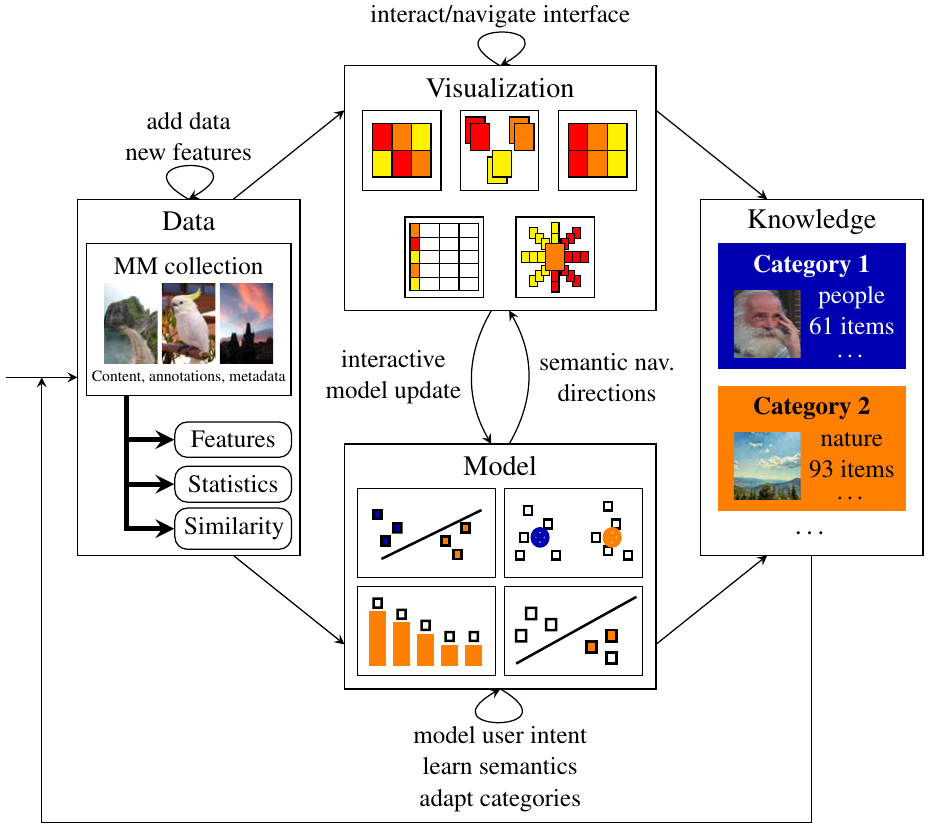 interact/navigate interface
Visualization
add data
new features
Data
MM collection
Content, annotations, metadata
Features
Statistics
Similarity
interactive
model update
semantic nav.
directions
Model
model user intent
learn semantics
adapt categories
Knowledge
Category 1
people
61 items
...
Category 2
nature
93 items
...
...